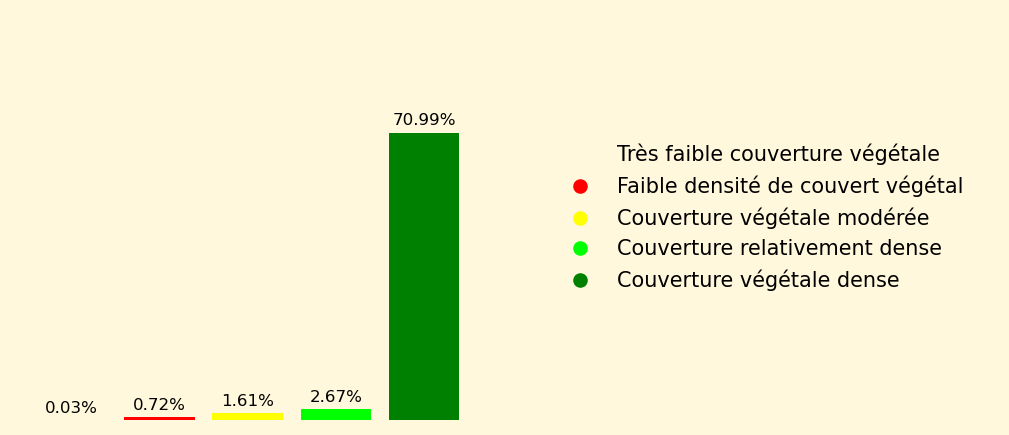 70.99%
0.03%
0.72%
1.61%
2.67%
Très faible couverture végétale
Faible densité de couvert végétal
Couverture végétale modérée
Couverture relativement dense
Couverture végétale dense